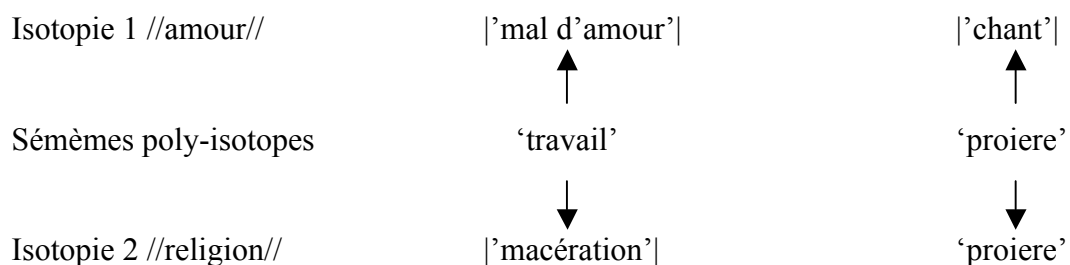 Isotopie 1 //amour// |’mal d’amour’| |’chant’|
Sémèmes poly-isotopes ‘travail’ ‘proiere’
Isotopie 2 //religion// |’macération’| ‘proiere’